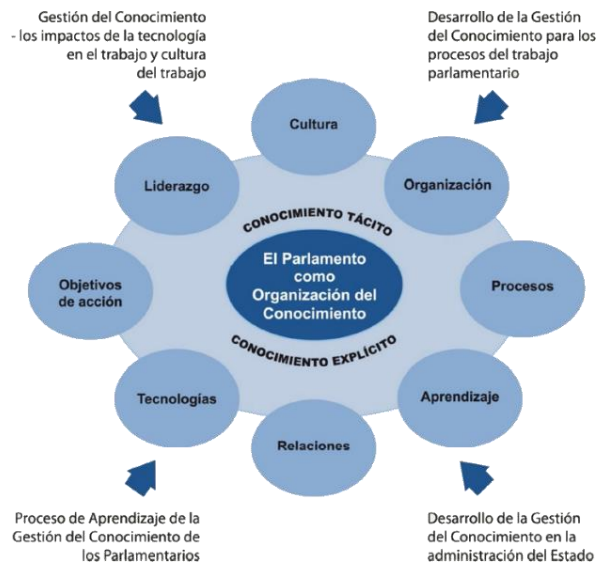 Gestión del Conocimiento
- los impactos de la tecnología
en el trabajo y cultura
del trabajo
Desarrollo de la Gestión
del Conocimiento para los
procesos del trabajo
parlamentario
Cultura
Liderazgo
Organización
CONOCIMIENTO TÁCITO
El Parlamento
como
Organización del
Conocimiento
Objetivos
de acción
Procesos
CONOCIMIENTO EXPLÍCITO
Tecnologías
Aprendizaje
Relaciones
Proceso de Aprendizaje de la
Gestión del Conocimiento de
los Parlamentarios
Desarrollo de la Gestión
del Conocimiento en la
administración del Estado